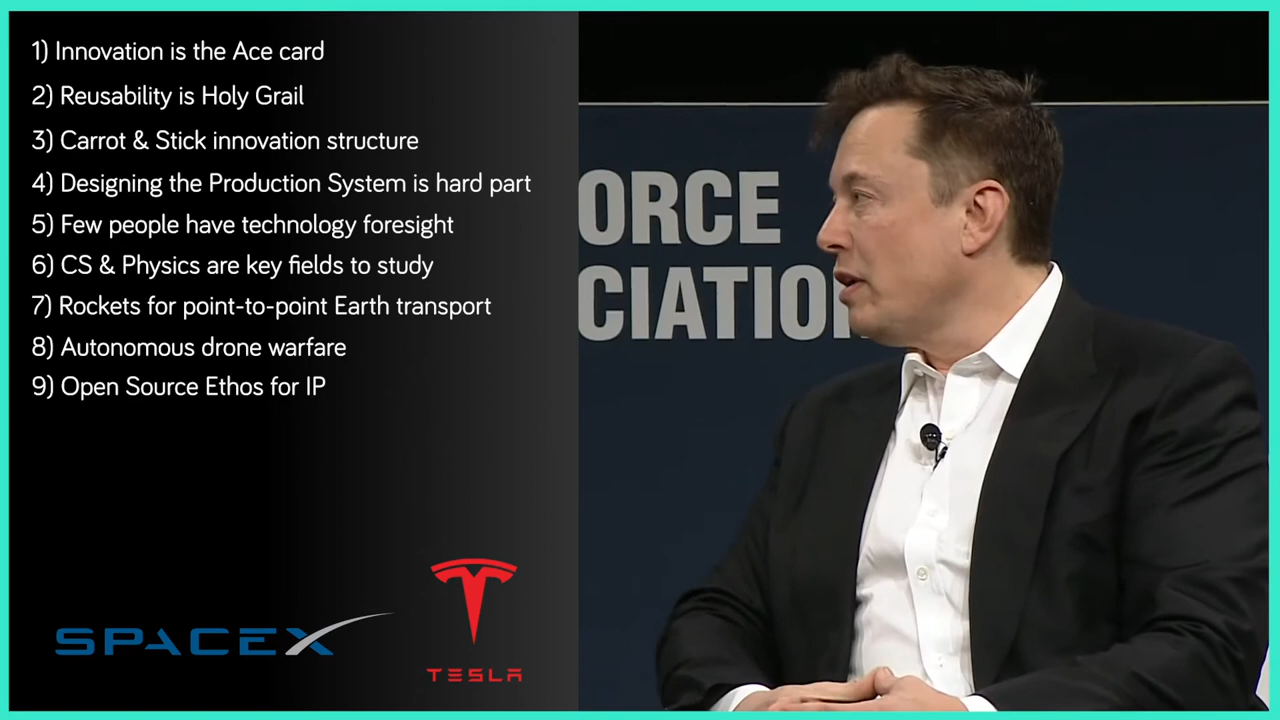 1) Innovation is the Ace card
2) Reusability is Holy Grail
3) Carrot & Stick innovation structure
4) Designing the Production System is hard part
5) Few people have technology foresight
6) CS & Physics are key fields to study
7) Rockets for point-to-point Earth transport
8) Autonomous drone warfare
9) Open Source Ethos for IP
SPACEX
TESLA
ORCE
CIATION